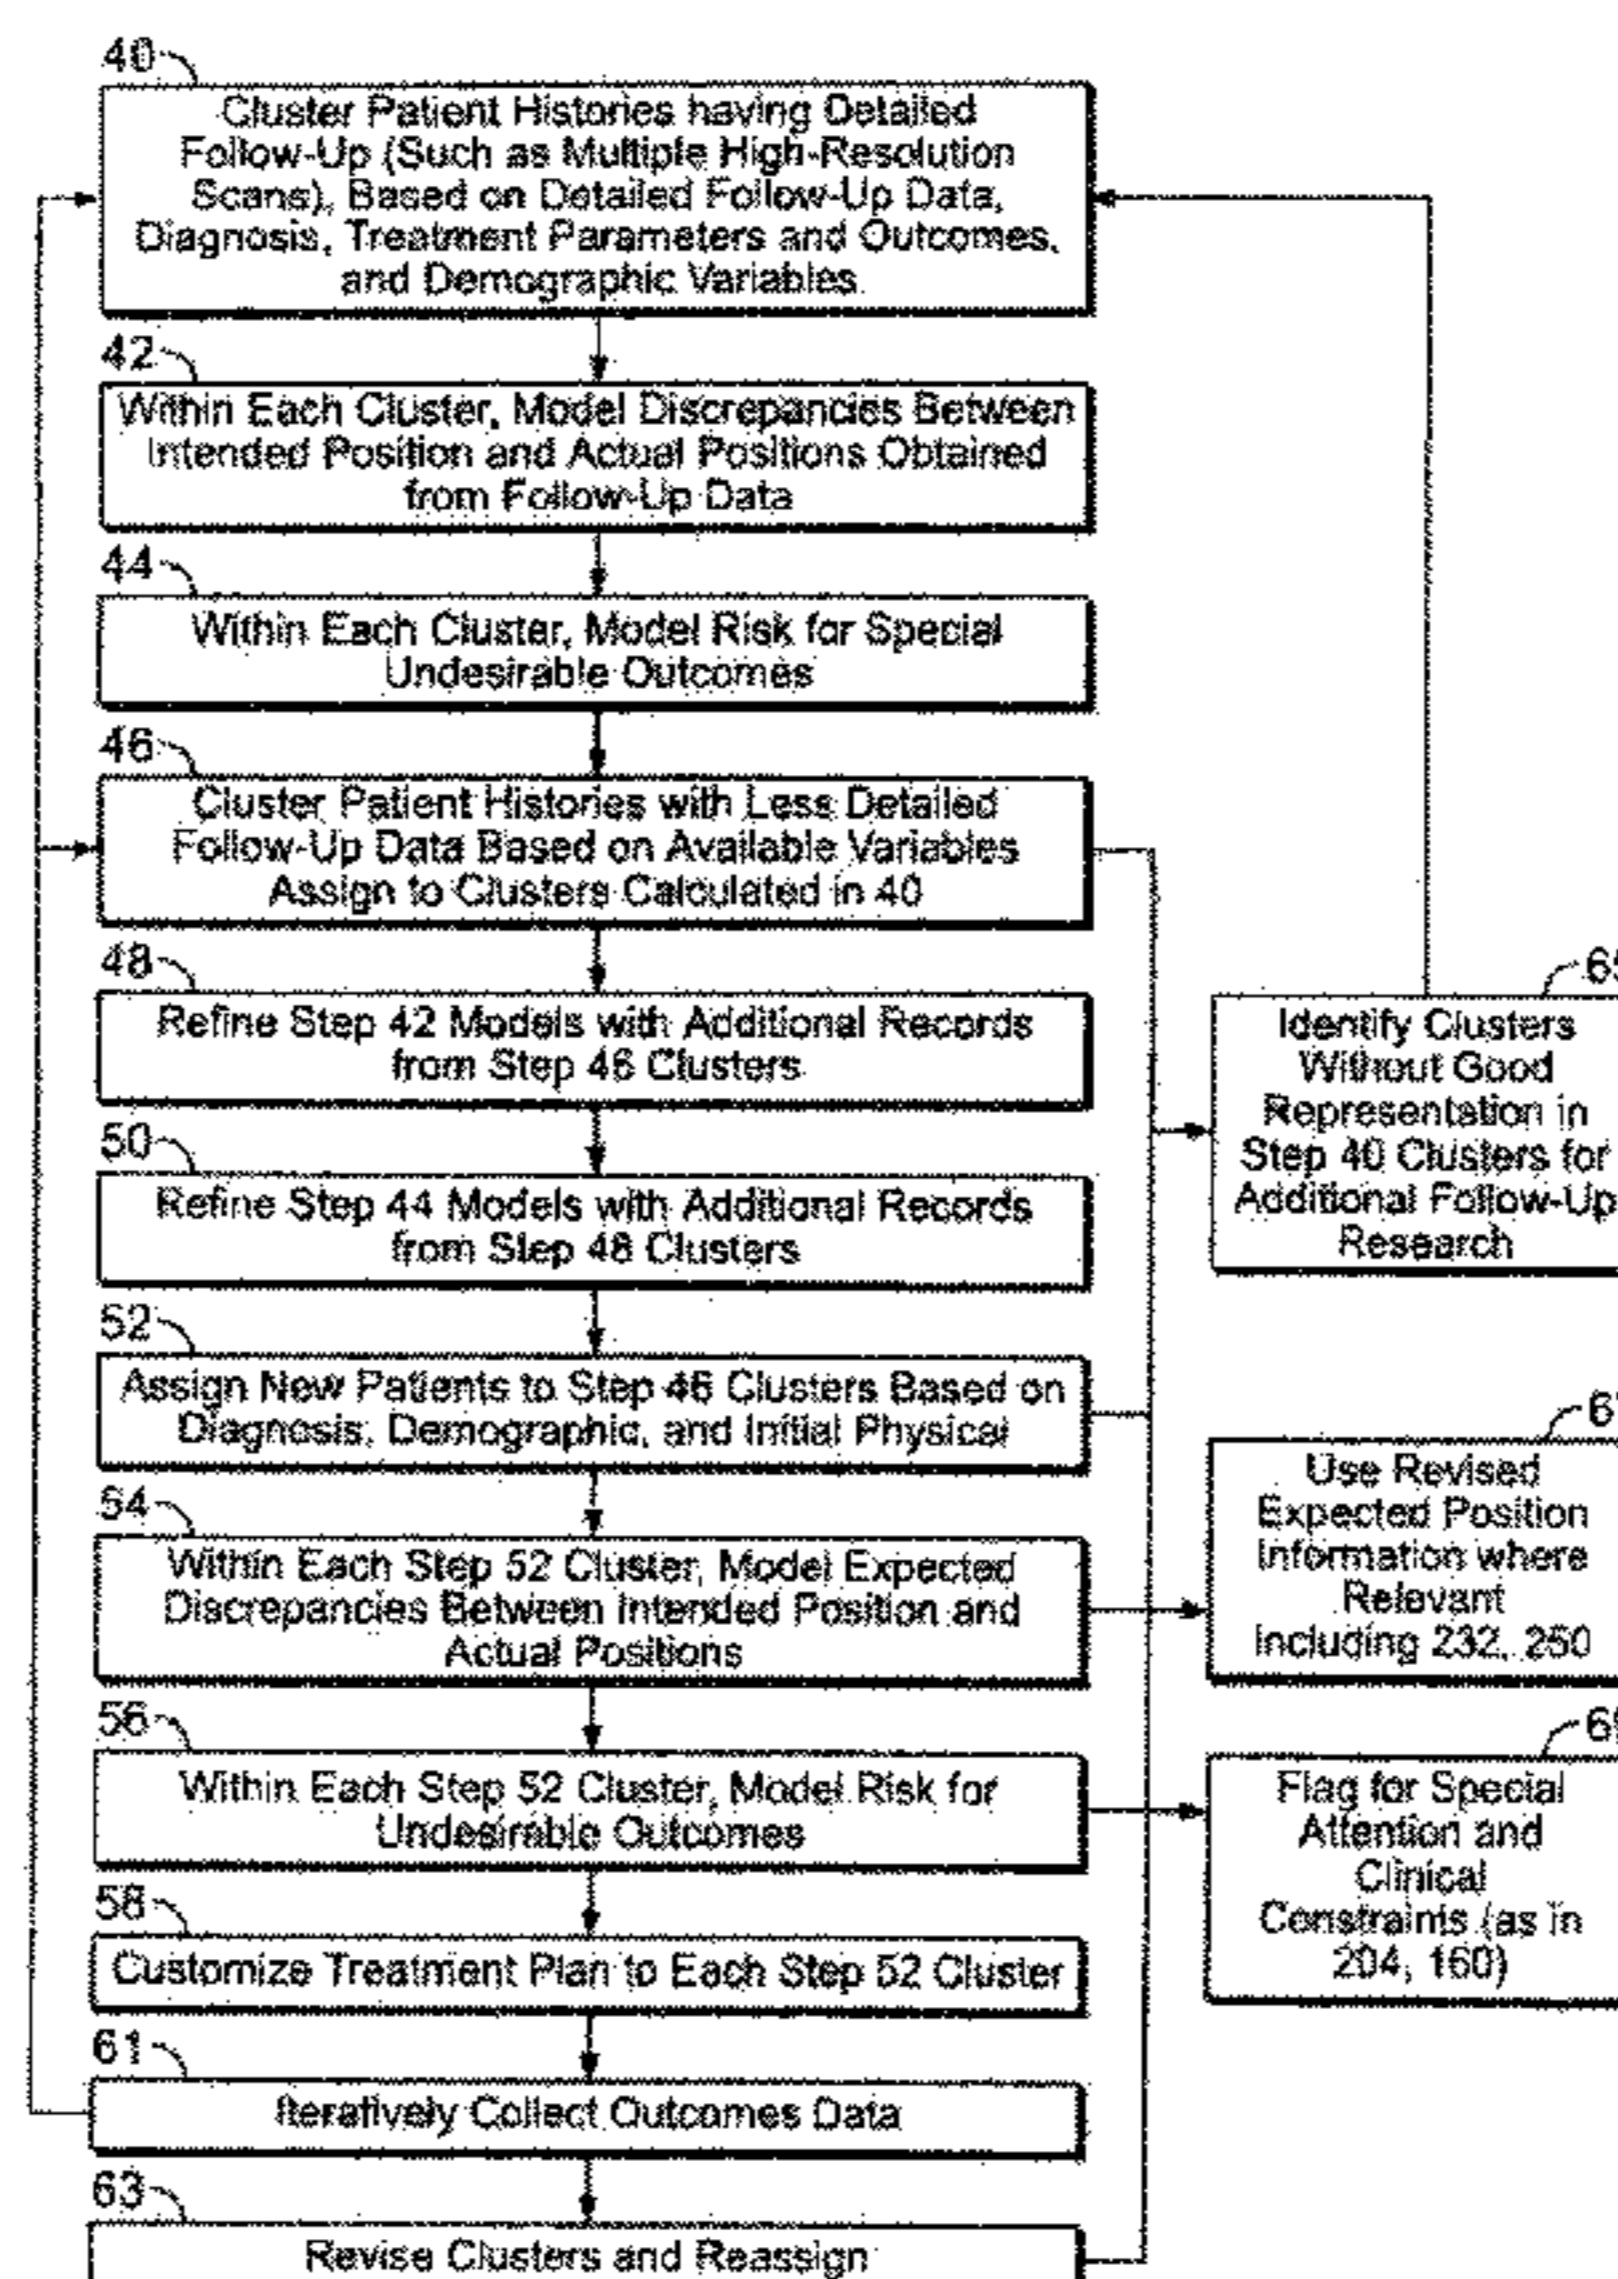 40
Cluster Patient Histories having Detailed
Follow-Up (Such as Multiple High-Resolution
Scans), Based on Detailed Follow-Up Data,
Diagnosis, Treatment Parameters and Outcomes,
and Demographic Variables.
42
Within Each Cluster, Model Discrepancies Between
Intended Position and Actual Positions Obtained
from Follow-Up Data
44
Within Each Cluster, Model Risk for Special
Undesirable Outcomes
46
Cluster Patient Histories with Less Detailed
Follow-Up Data Based on Available Variables
Assign to Clusters Calculated in 40
48
Refine Step 42 Models with Additional Records
from Step 46 Clusters
50
Refine Step 44 Models with Additional Records
from Step 48 Clusters
52
Assign New Patients to Step 46 Clusters Based on
Diagnosis, Demographic, and Initial Physical
54
Within Each Step 52 Cluster, Model Expected
Discrepancies Between Intended Position and
Actual Positions
56
Within Each Step 52 Cluster, Model Risk for
Undesirable Outcomes
58
Customize Treatment Plan to Each Step 52 Cluster
61
Iteratively Collect Outcomes Data
63
Revise Clusters and Reassign
65
Identify Clusters
Without Good
Representation in
Step 40 Clusters for
Additional Follow-Up
Research
Use Revised
Expected Position
Information where
Relevant
Including 232, 250
Flag for Special
Attention and
Clinical
Constraints (as in
204, 160)